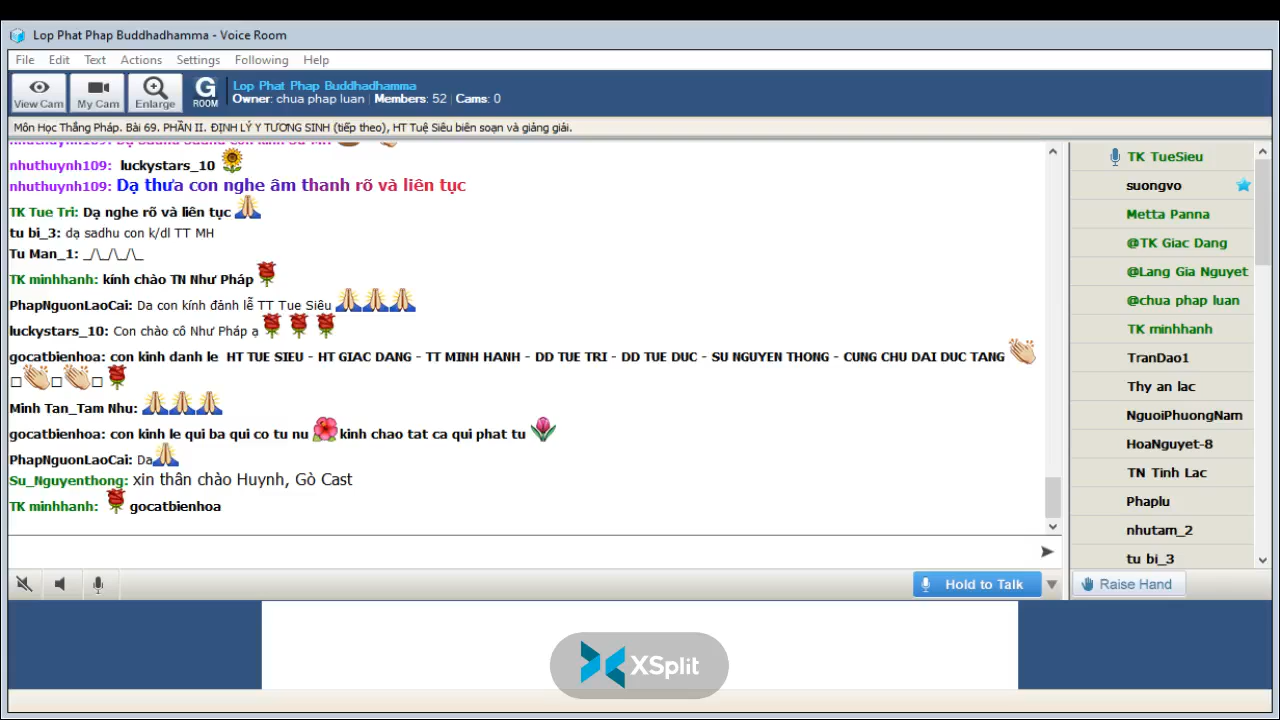 Lop Phat Phap Buddhadhamma - Voice Room
File Edit Text Actions Settings Following Help
View Cam My Cam Enlarge G ROOM
Lop Phat Phap Buddhadhamma
Owner: chua phap luan | Members: 52 | Cams: 0
Môn Học Thắng Pháp. Bài 69. PHẦN II. ĐỊNH LÝ Y TƯƠNG SINH (tiếp theo), HT Tuệ Siêu biên soạn và giảng giải.
nhuthuynh109: luckystars_10
nhuthuynh109: Dạ thưa con nghe âm thanh rõ và liên tục
TK Tue Tri: Dạ nghe rõ và liên tục
tu bi_3: dạ sadhu con k/dl TT MH
Tu Man_1: _/\_/\_/\_
TK minhhanh: kính chào TN Như Pháp
PhapNguonLaoCai: Da con kính đảnh lễ TT Tue Siêu
luckystars_10: Con chào cô Như Pháp ạ
gocatbienhoa: con kinh danh le HT TUE SIEU - HT GIAC DANG - TT MINH HANH - DD TUE TRI - DD TUE DUC - SU NGUYEN THONG - CUNG CHU DAI DUC TANG
Minh Tan_Tam Nhu:
gocatbienhoa: con kinh le qui ba qui co tu nu kinh chao tat ca qui phat tu
PhapNguonLaoCai: Da
Su_Nguyenthong: xin thân chào Huynh, Gò Cast
TK minhhanh: gocatbienhoa
TK TueSieu
suongvo
Metta Panna
@TK Giac Dang
@Lang Gia Nguyet
@chua phap luan
TK minhhanh
TranDao1
Thy an lac
NguoiPhuongNam
HoaNguyet-8
TN Tinh Lac
Phaplu
nhutam_2
tu bi_3
Hold to Talk
Raise Hand
XSplit